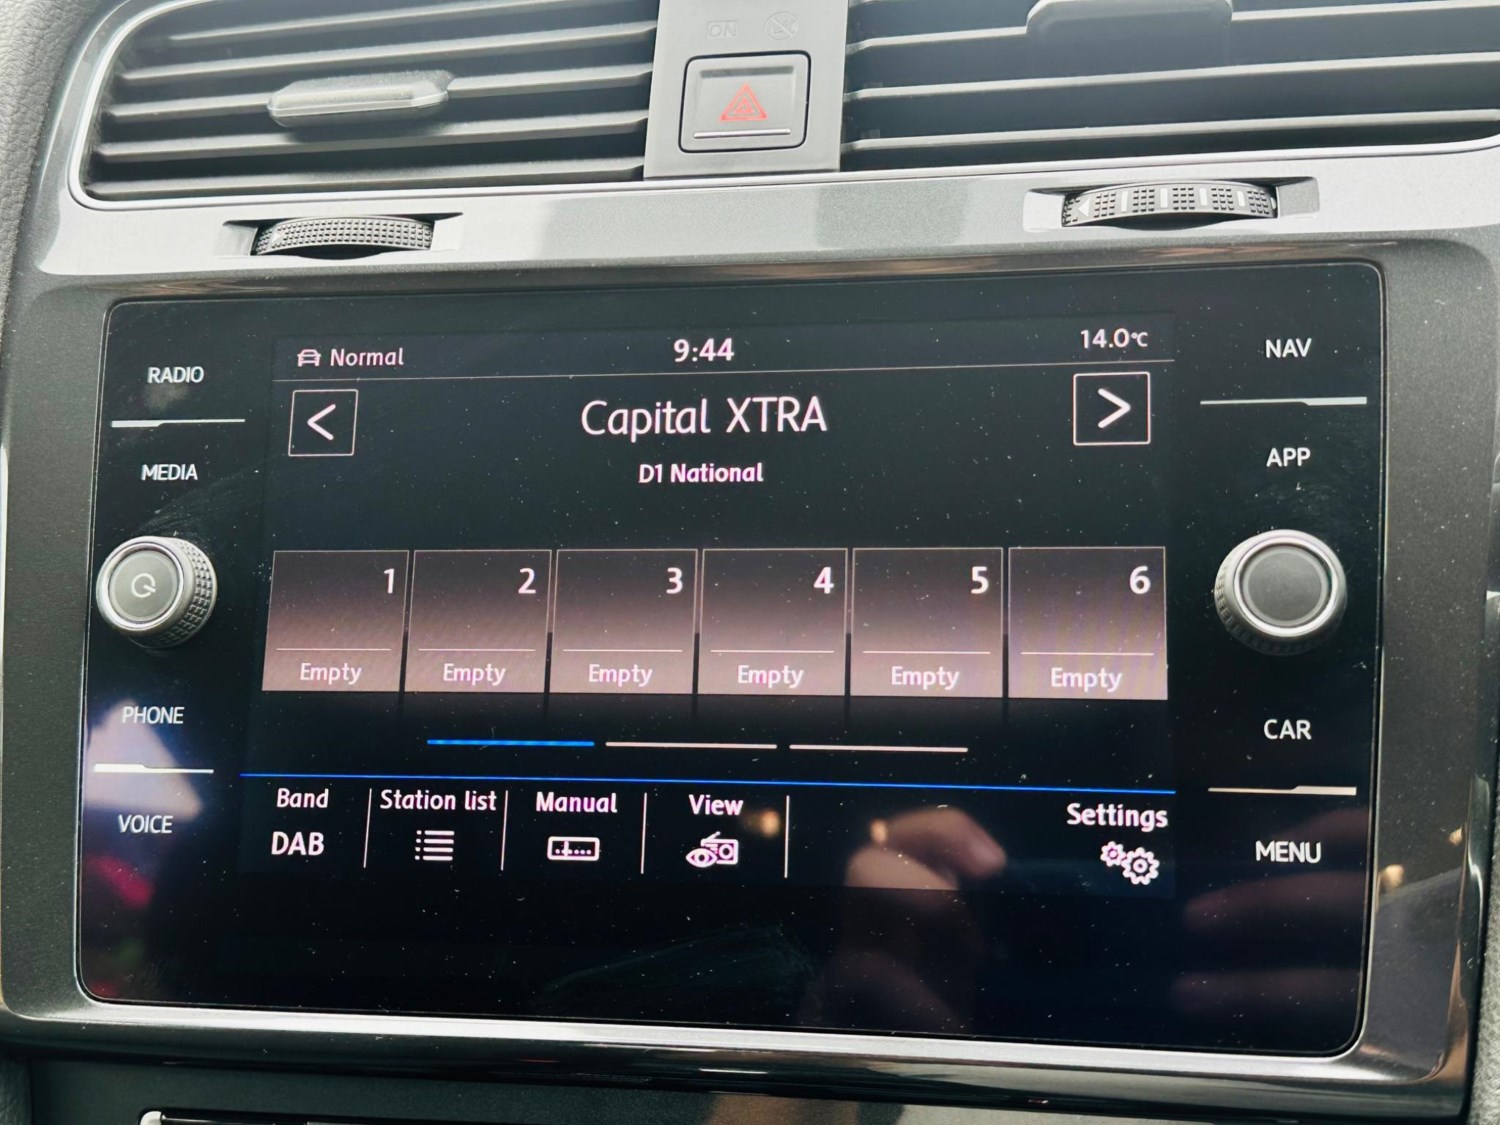 ON
RADIO
MEDIA
PHONE
VOICE
Normal
9:44
14.0°C
<
Capital XTRA
>
D1 National
1 2 3 4 5 6
Empty Empty Empty Empty Empty Empty
Band Station list Manual View Settings
DAB
NAV
APP
CAR
MENU